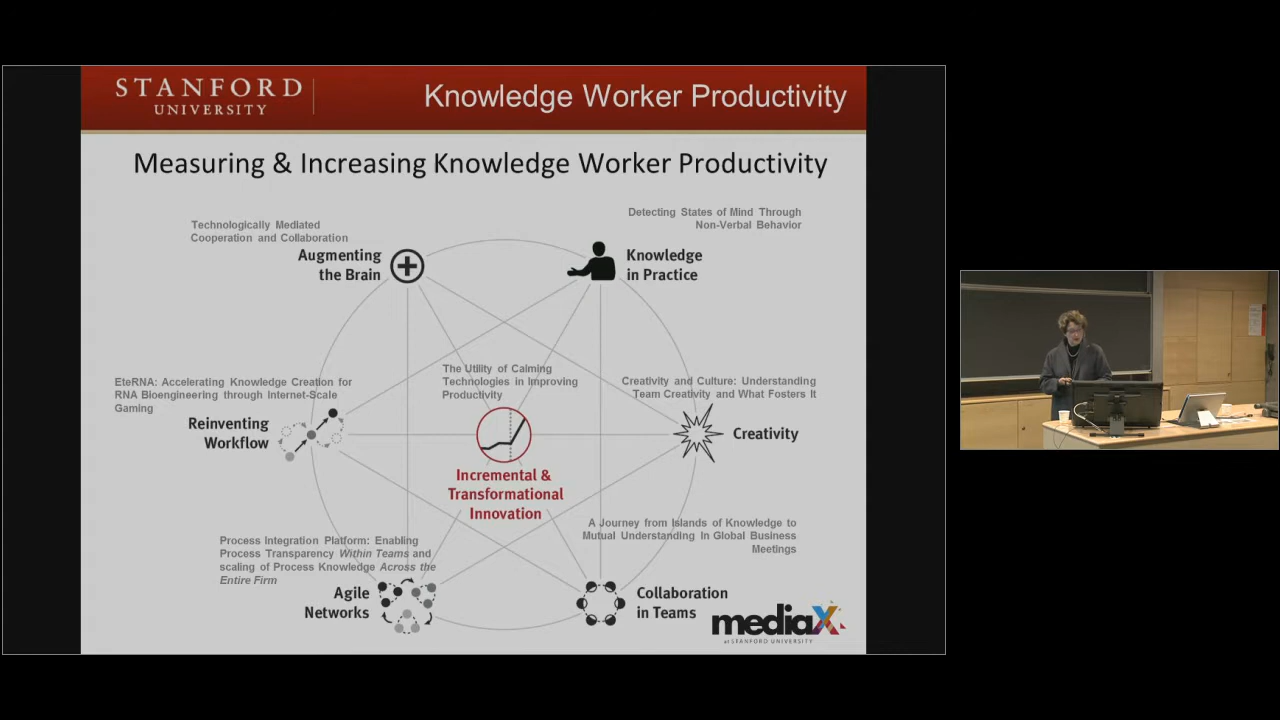 STANFORD
UNIVERSITY
Knowledge Worker Productivity
Measuring & Increasing Knowledge Worker Productivity
Technologically Mediated
Cooperation and Collaboration
Augmenting
the Brain
Detecting States of Mind Through
Non-Verbal Behavior
Knowledge
in Practice
EteRNA: Accelerating Knowledge Creation for
RNA Bioengineering through Internet-Scale
Gaming
Reinventing
Workflow
The Utility of Calming
Technologies in Improving
Productivity
Incremental &
Transformational
Innovation
Creativity and Culture: Understanding
Team Creativity and What Fosters It
Creativity
Process Integration Platform: Enabling
Process Transparency Within Teams and
scaling of Process Knowledge Across the
Entire Firm
Agile
Networks
A Journey from Islands of Knowledge to
Mutual Understanding In Global Business
Meetings
Collaboration
in Teams
mediaX
at STANFORD UNIVERSITY